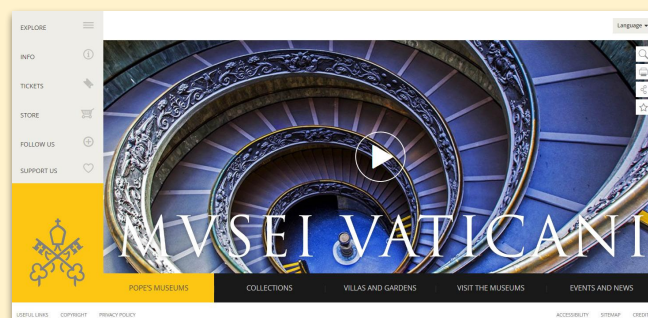 EXPLORE
INFO
TICKETS
STORE
FOLLOW US
SUPPORT US
Language
MVSEI VATICANI
POPE'S MUSEUMS COLLECTIONS VILLAS AND GARDENS VISIT THE MUSEUMS EVENTS AND NEWS
USEFUL LINKS COPYRIGHT PRIVACY POLICY ACCESSIBILITY SITEMAP CREDIT